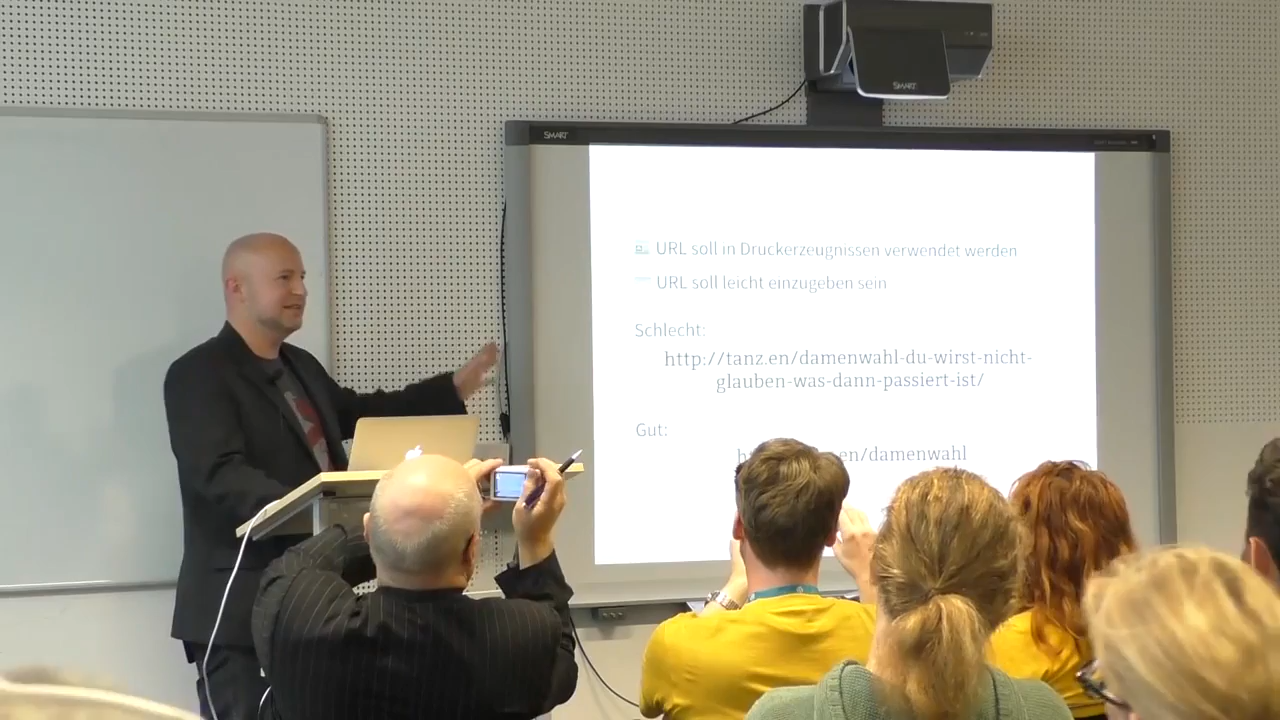 SMART
SMART
URL soll in Druckerzeugnissen verwendet werden
URL soll leicht einzugeben sein
Schlecht:
http://tanz.en/damenwahl-du-wirst-nicht-
glauben-was-dann-passiert-ist/
Gut:
en/damenwahl